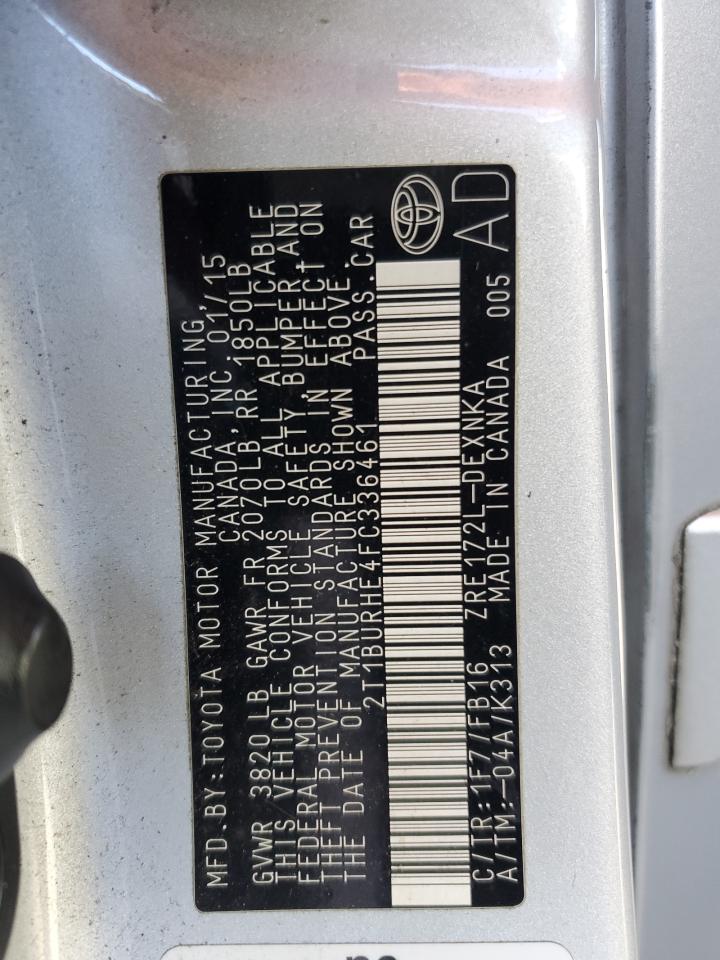 MFD.BY:TOYOTA MOTOR MANUFACTURING,
CANADA, INC. 01/15
GVWR 3820 LB GAWR FR 2070LB, RR 1850LB
THIS VEHICLE CONFORMS TO ALL APPLICABLE
FEDERAL MOTOR VEHICLE SAFETY, BUMPER, AND
THEFT PREVENTION STANDARDS IN EFFECT ON
THE DATE OF MANUFACTURE SHOWN ABOVE.
2T1BURHE4FC336461 PASS.CAR
C/TR:1F7/FB16 ZRE172L-DEXNKA
A/TM:-04A/K313 MADE IN CANADA 005
AD